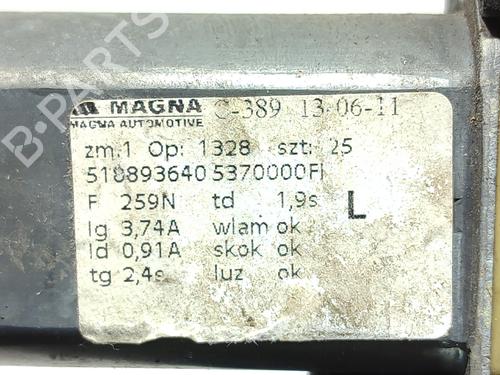 MAGNA C-389 13-06-11
MAGNA AUTOMOTIVE
zm.1 Op: 1328 szt: 25
518893640 5370000FI
F 259N td 1,9s L
Ig 3,74A wlam ok
Id 0,91A skok ok
tg 2,4s luz ok
B-PARTS